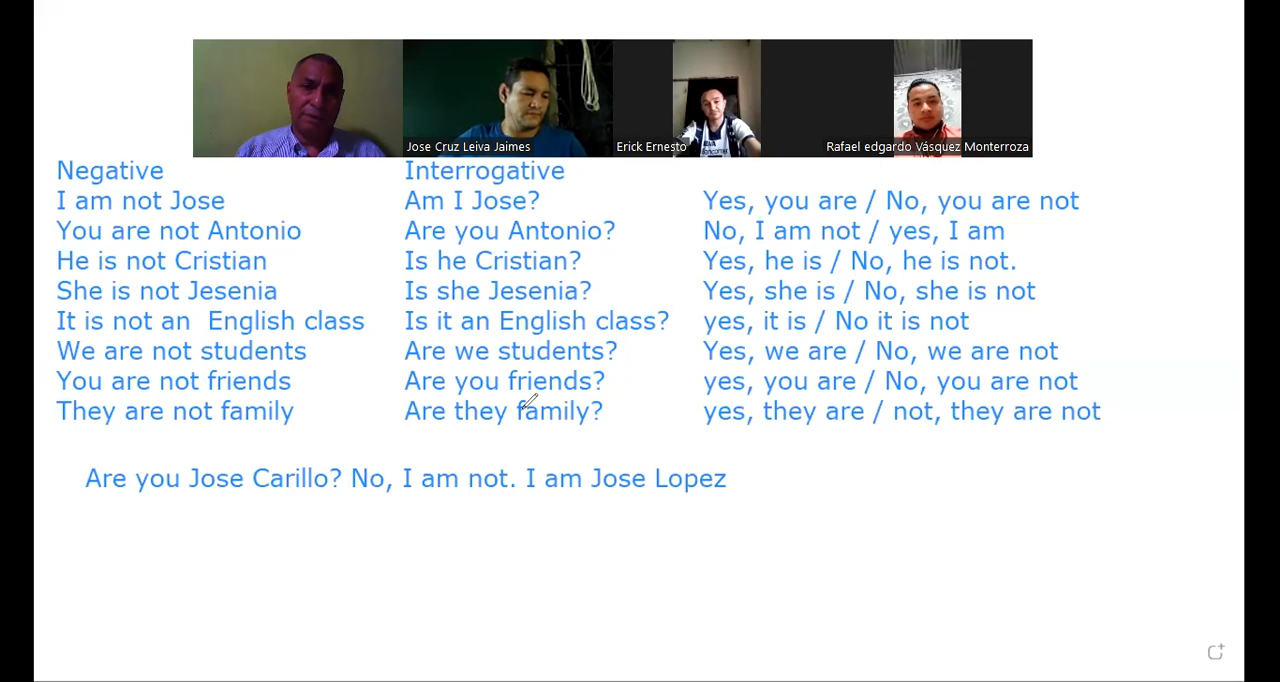 Jose Cruz Leiva Jaimes
Erick Ernesto
Rafael edgardo Vásquez Monterroza
Negative Interrogative
I am not Jose Am I Jose? Yes, you are / No, you are not
You are not Antonio Are you Antonio? No, I am not / yes, I am
He is not Cristian Is he Cristian? Yes, he is / No, he is not.
She is not Jesenia Is she Jesenia? Yes, she is / No, she is not
It is not an  English class Is it an English class? yes, it is / No it is not
We are not students Are we students? Yes, we are / No, we are not
You are not friends Are you friends? yes, you are / No, you are not
They are not family Are they family? yes, they are / not, they are not
Are you Jose Carillo? No, I am not. I am Jose Lopez